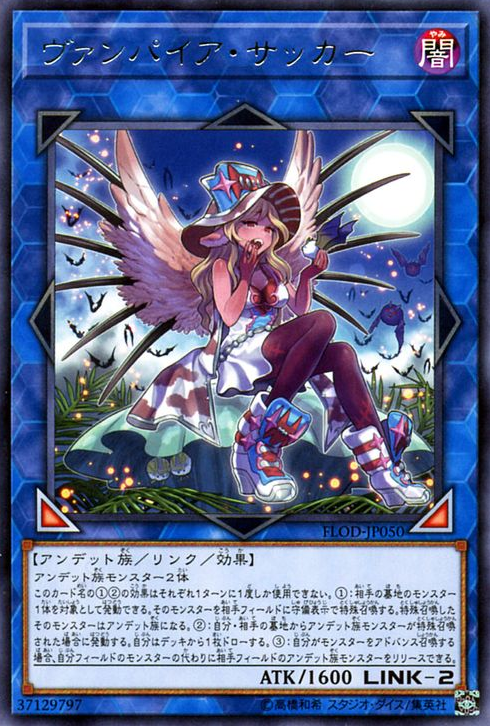 ヴァンパイア・サッカー
闇
FLOD-JP050
【アンデット族／リンク／効果】
アンデット族モンスター２体
このカード名の①②の効果はそれぞれ１ターンに１度しか使用できない。①：相手の墓地のモンスター
１体を対象として発動できる。そのモンスターを相手フィールドに守備表示で特殊召喚する。特殊召喚した
そのモンスターはアンデット族になる。②：自分・相手の墓地からアンデット族モンスターが特殊召喚
された場合に発動する。自分はデッキから１枚ドローする。③：自分がモンスターをアドバンス召喚する
場合、自分フィールドのモンスターの代わりに相手フィールドのアンデット族モンスターをリリースできる。
ATK/1600 LINK-2
37129797 ©高橋和希 スタジオ・ダイス/集英社